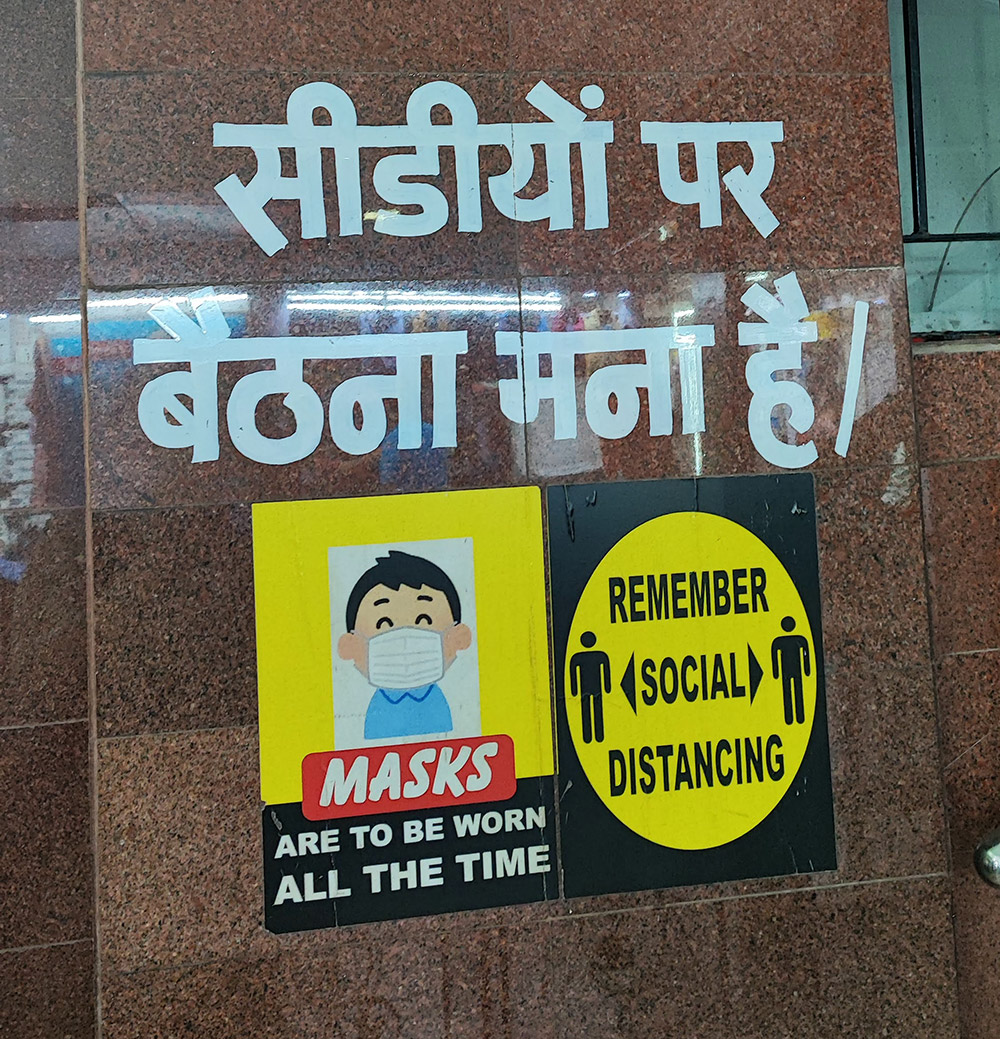 सीडीयों पर
बैठना मना है/
MASKS
ARE TO BE WORN
ALL THE TIME
REMEMBER
SOCIAL
DISTANCING